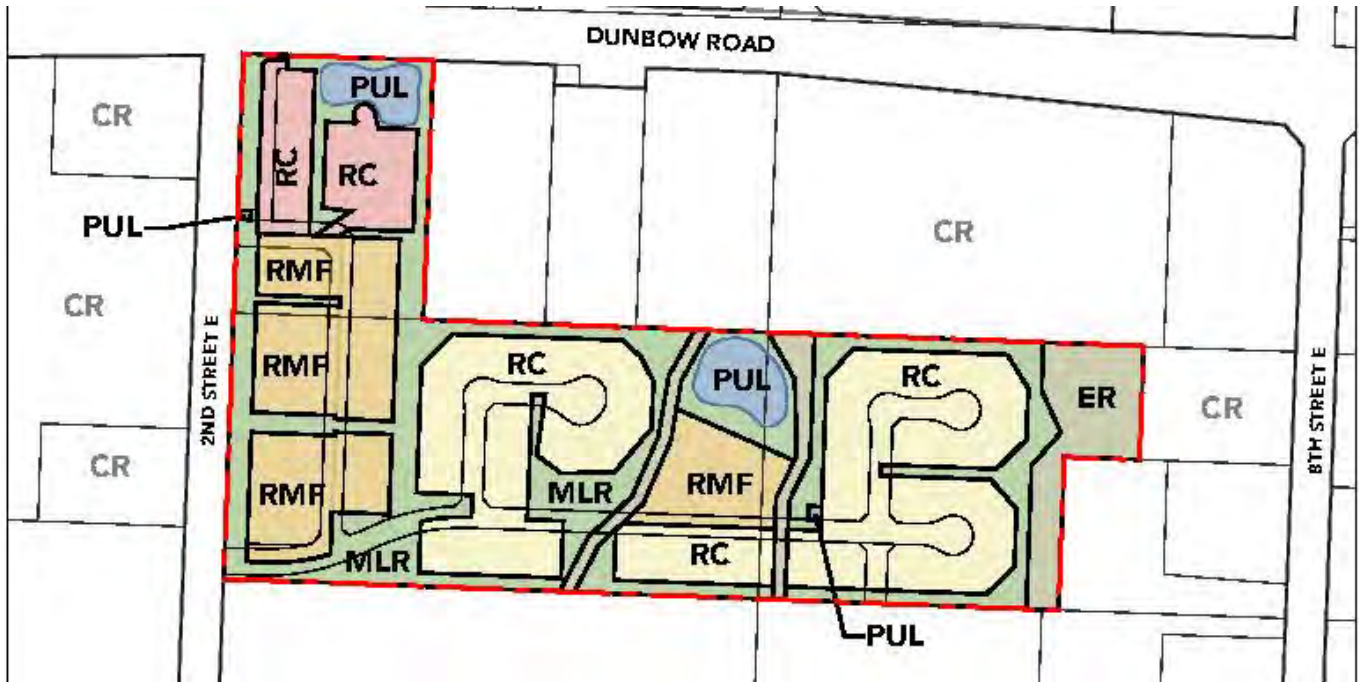 DUNBOW ROAD
PUL
CR
RC
RC
PUL
CR
RMF
CR
2ND STREET E
RMF
RC
PUL
RC
ER
CR
8TH STREET E
CR
RMF
MLR
RMF
MLR
RC
PUL